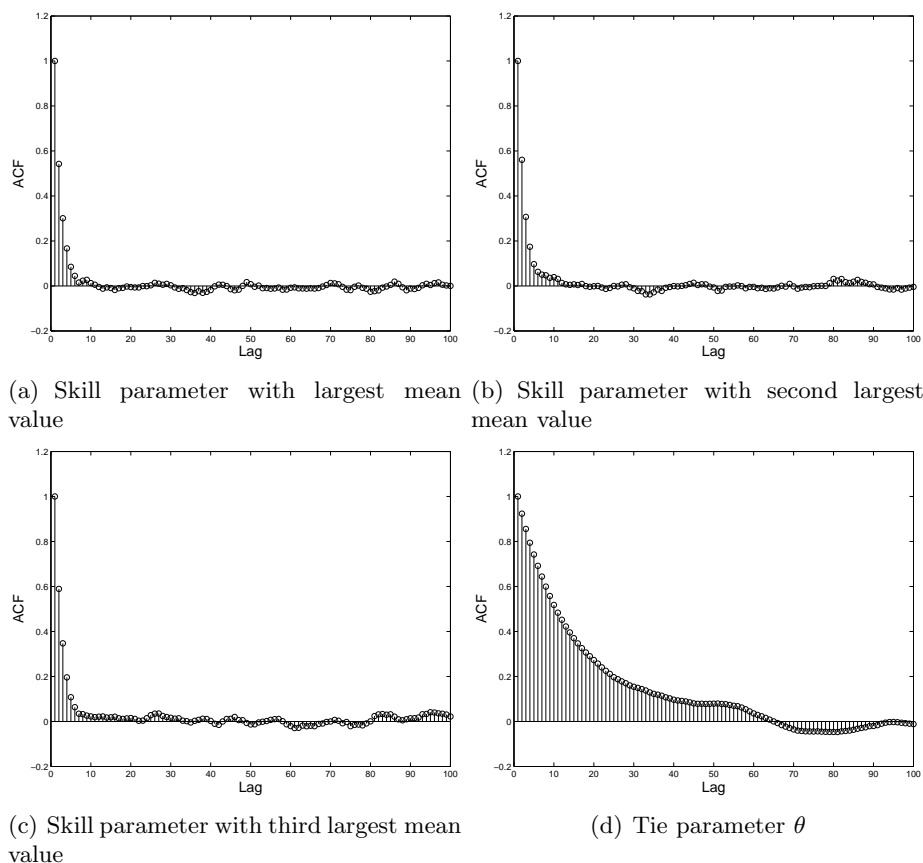 1.2
1
0.8
0.6
0.4
0.2
0
−0.2
ACF
0 10 20 30 40 50 60 70 80 90 100
Lag
1.2
1
0.8
0.6
0.4
0.2
0
−0.2
ACF
0 10 20 30 40 50 60 70 80 90 100
Lag
(a) Skill parameter with largest mean
value
(b) Skill parameter with second largest
mean value
1.2
1
0.8
0.6
0.4
0.2
0
−0.2
ACF
0 10 20 30 40 50 60 70 80 90 100
Lag
1.2
1
0.8
0.6
0.4
0.2
0
−0.2
ACF
0 10 20 30 40 50 60 70 80 90 100
Lag
(c) Skill parameter with third largest mean
value
(d) Tie parameter θ